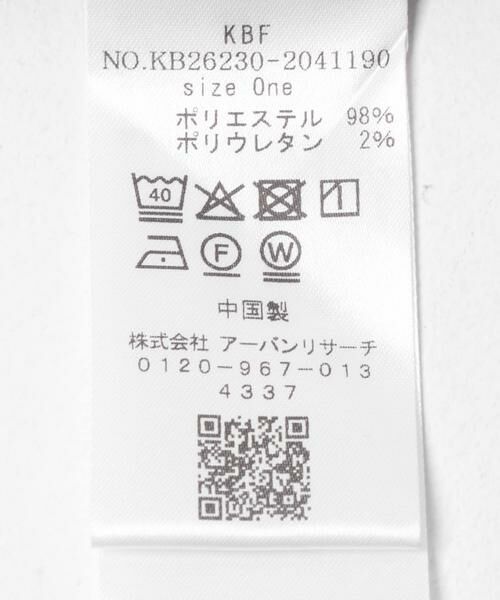 KBF
NO.KB26230-2041190
size One
ポリエステル 98%
ポリウレタン 2%
40
F W
中国製
株式会社 アーバンリサーチ
0120-967-013
4337